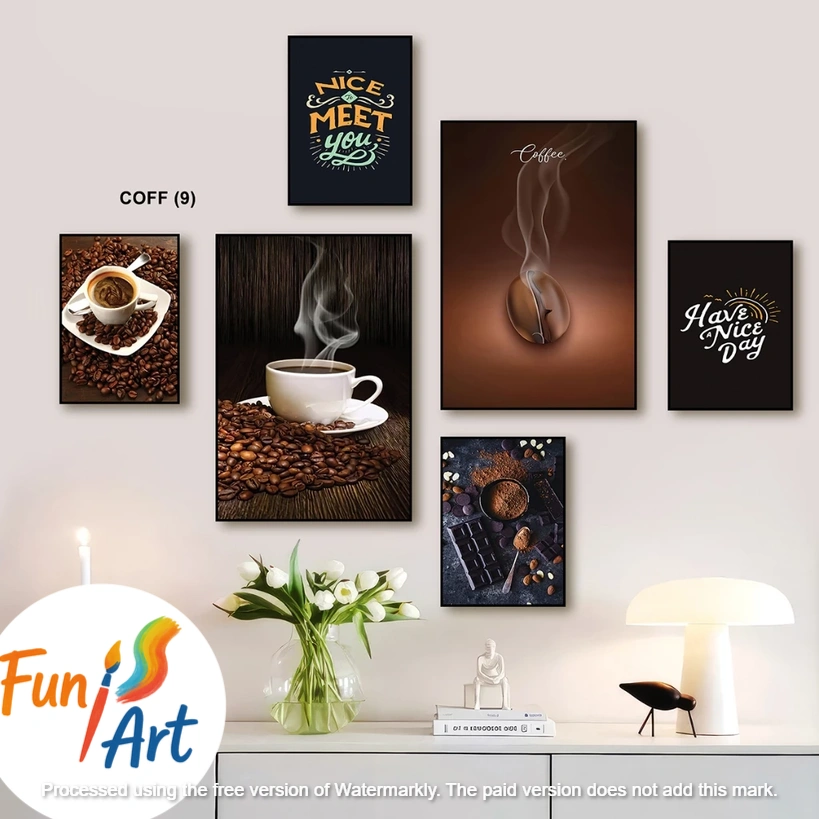 NICE
TO
MEET
you
Coffee
COFF (9)
Have
A Nice
Day
Fun Art
Processed using the free version of Watermarkly. The paid version does not add this mark.